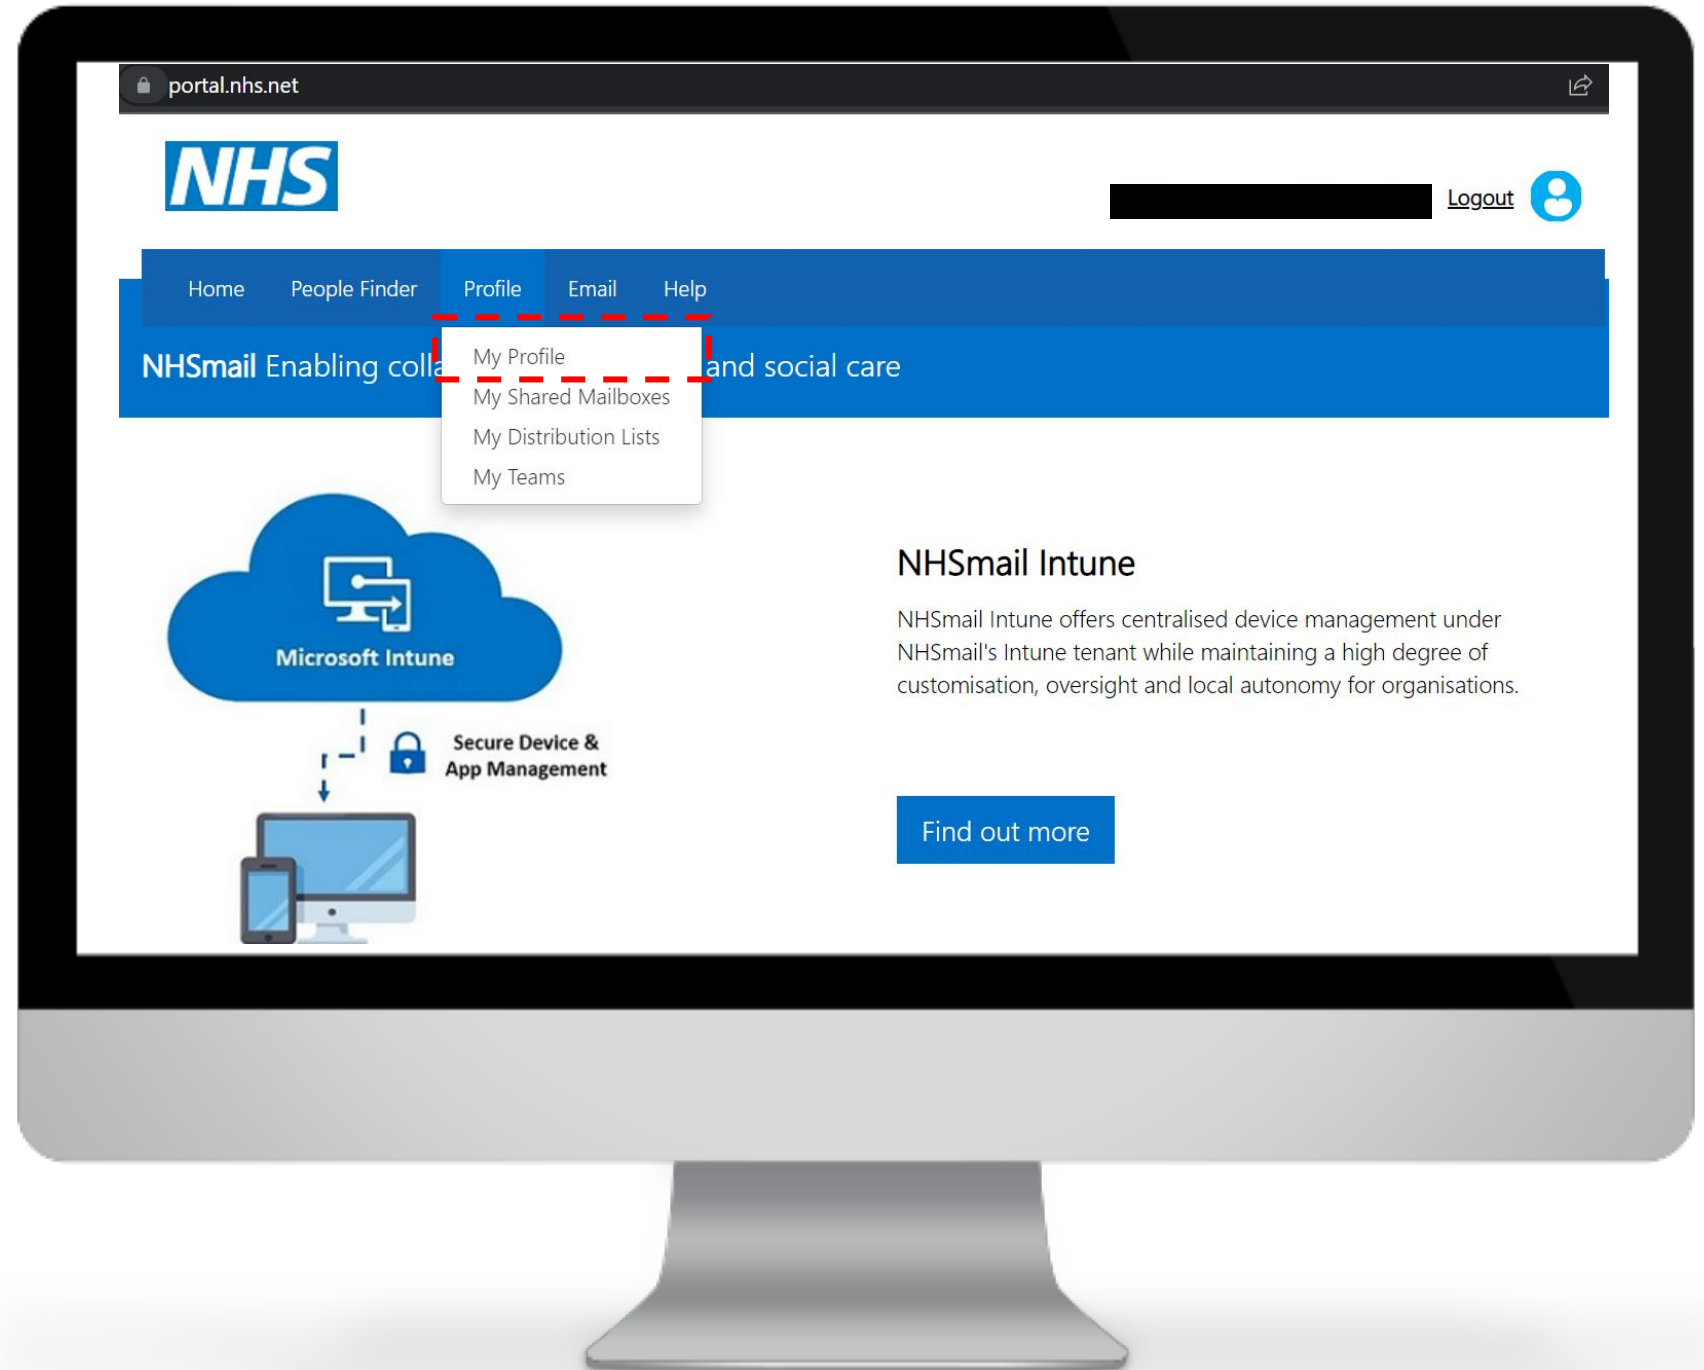 portal.nhs.net
NHS
Logout
Home People Finder Profile Email Help
NHSmail Enabling colla and social care
My Profile
My Shared Mailboxes
My Distribution Lists
My Teams
Microsoft Intune
Secure Device &
App Management
NHSmail Intune
NHSmail Intune offers centralised device management under
NHSmail's Intune tenant while maintaining a high degree of
customisation, oversight and local autonomy for organisations.
Find out more